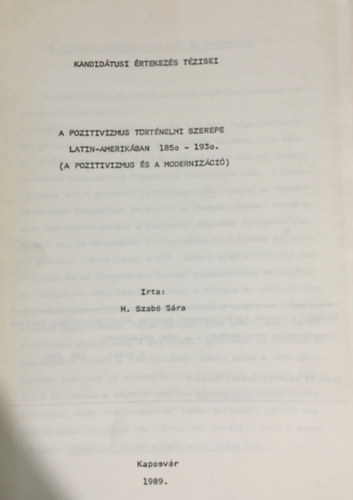 KANDIDÁTUSI ÉRTEKEZÉS TÉZISEI
A POZITIVIZMUS TÖRTÉNELMI SZEREPE
LATIN-AMERIKÁBAN 185o - 193o.
(A POZITIVIZMUS ÉS A MODERNIZÁCIÓ)
Irta:
H. Szabó Sára
Kaposvár
1989.